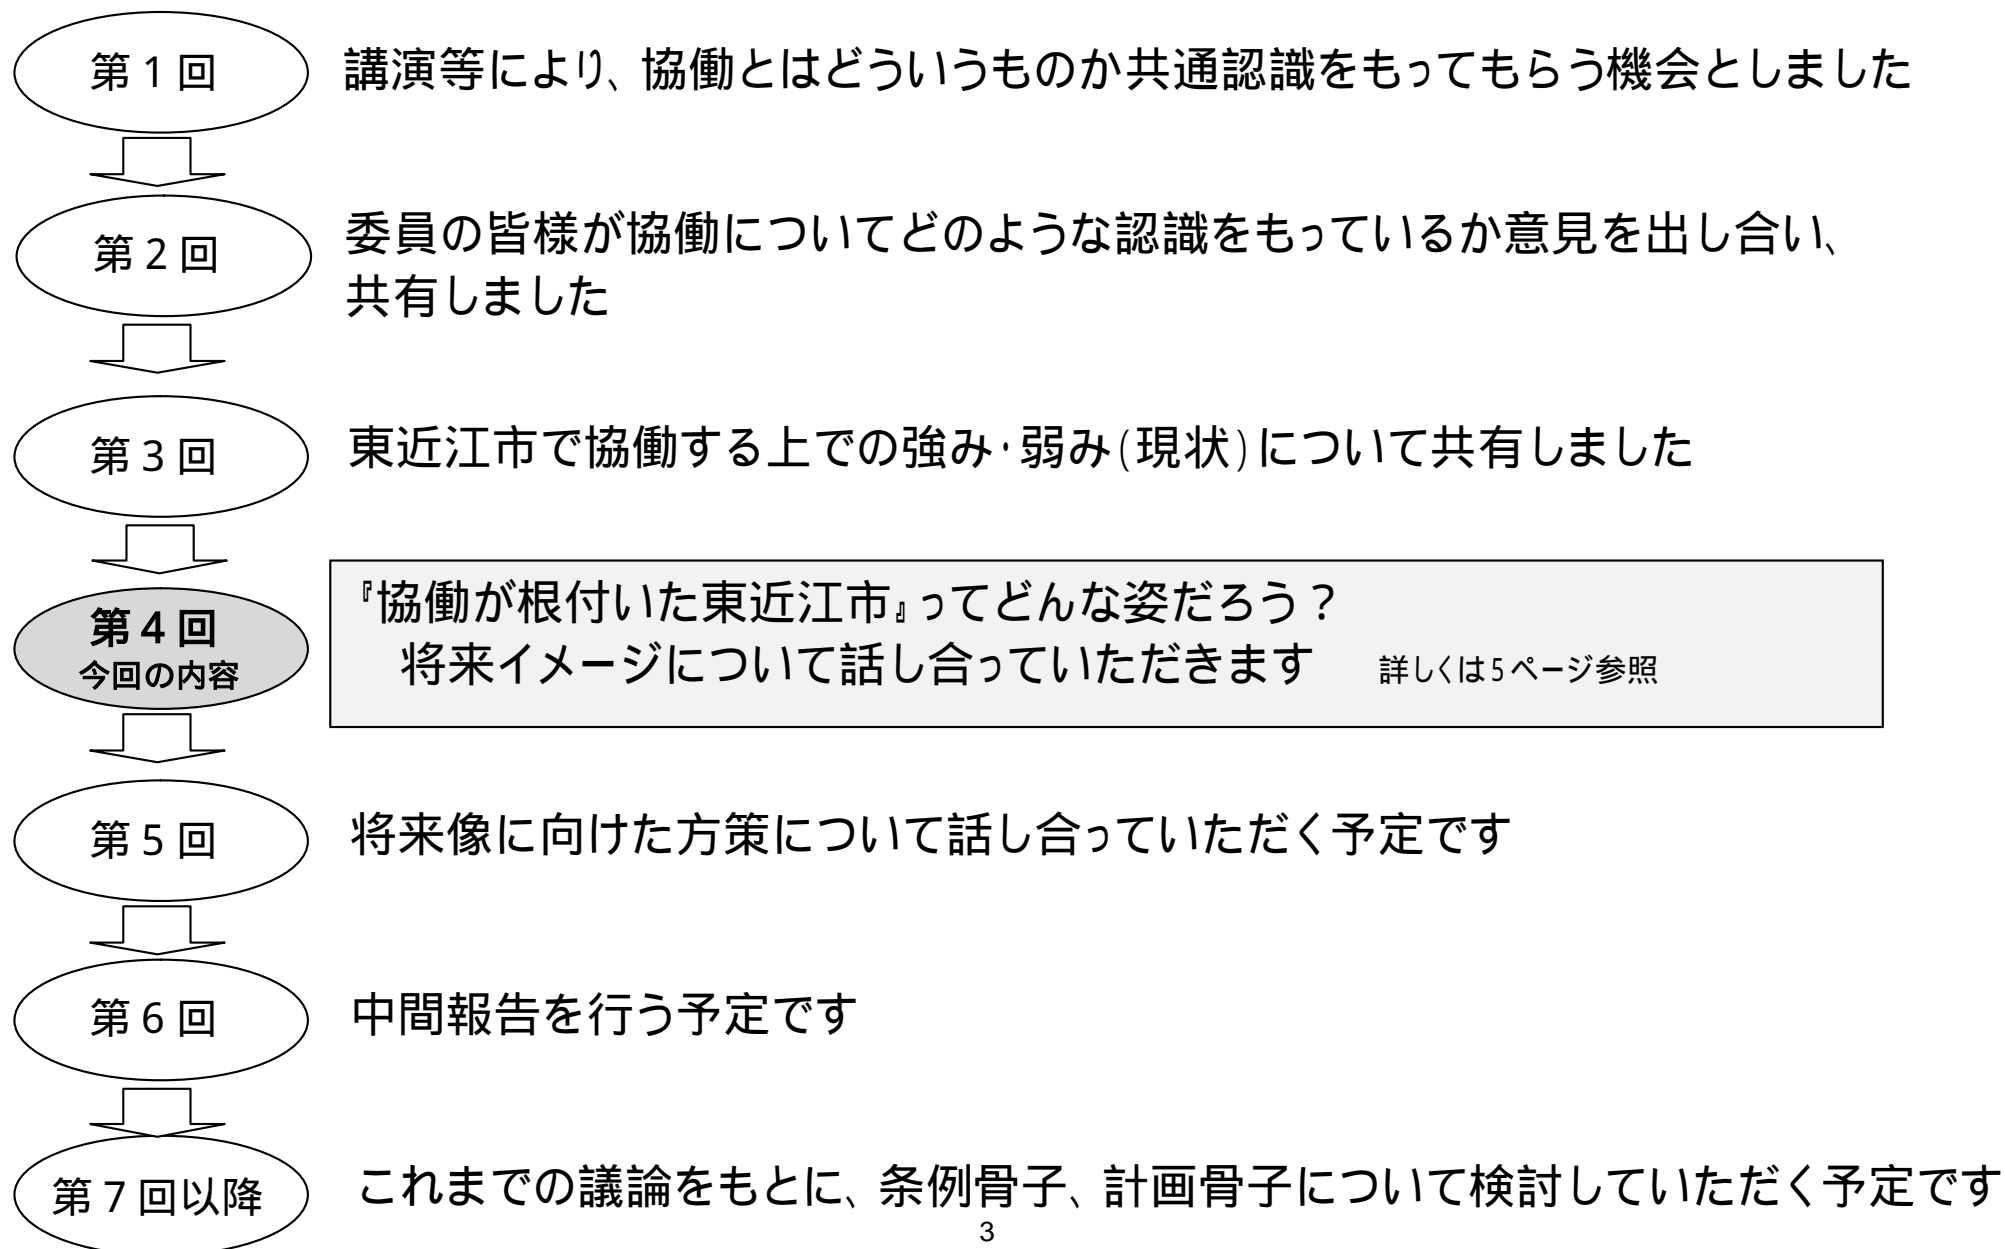 第１回
講演等により、協働とはどういうものか共通認識をもってもらう機会としました
第２回
委員の皆様が協働についてどのような認識をもっているか意見を出し合い、
共有しました
第３回
東近江市で協働する上での強み・弱み(現状)について共有しました
第４回
今回の内容
『協働が根付いた東近江市』ってどんな姿だろう？
将来イメージについて話し合っていただきます　詳しくは5ページ参照
第５回
将来像に向けた方策について話し合っていただく予定です
第６回
中間報告を行う予定です
第７回以降
これまでの議論をもとに、条例骨子、計画骨子について検討していただく予定です
3